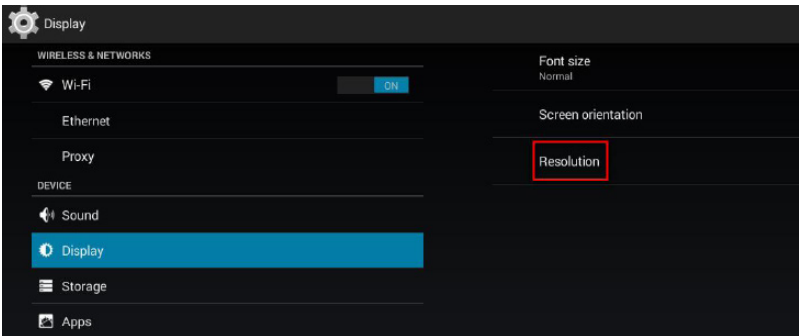 Display
WIRELESS & NETWORKS
Wi-Fi
ON
Ethernet
Proxy
DEVICE
Sound
Display
Storage
Apps
Font size
Normal
Screen orientation
Resolution